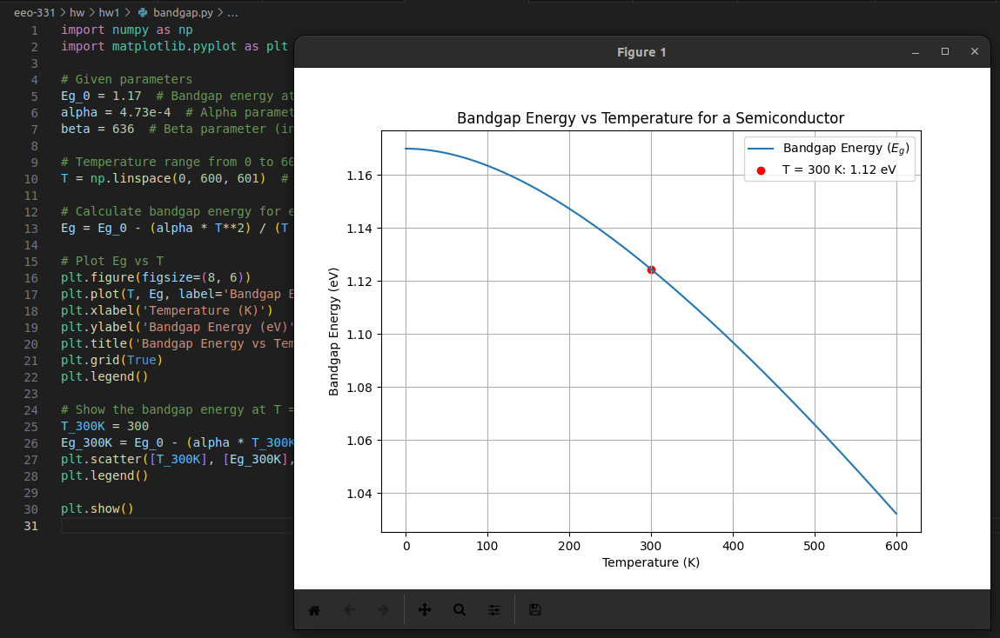 eeo-331 > hw > hw1 > bandgap.py > ...
1 import numpy as np
2 import matplotlib.pyplot as plt
3
4 # Given parameters
5 Eg_0 = 1.17  # Bandgap energy at
6 alpha = 4.73e-4  # Alpha paramet
7 beta = 636  # Beta parameter (in
8
9 # Temperature range from 0 to 60
10 T = np.linspace(0, 600, 601)  #
11
12 # Calculate bandgap energy for e
13 Eg = Eg_0 - (alpha * T**2) / (T
14
15 # Plot Eg vs T
16 plt.figure(figsize=(8, 6))
17 plt.plot(T, Eg, label='Bandgap E
18 plt.xlabel('Temperature (K)')
19 plt.ylabel('Bandgap Energy (eV)'
20 plt.title('Bandgap Energy vs Tem
21 plt.grid(True)
22 plt.legend()
23
24 # Show the bandgap energy at T =
25 T_300K = 300
26 Eg_300K = Eg_0 - (alpha * T_300K
27 plt.scatter([T_300K], [Eg_300K],
28 plt.legend()
29
30 plt.show()
31
Figure 1
Bandgap Energy vs Temperature for a Semiconductor
Bandgap Energy (Eg)
T = 300 K: 1.12 eV
Bandgap Energy (eV)
1.16
1.14
1.12
1.10
1.08
1.06
1.04
0 100 200 300 400 500 600
Temperature (K)